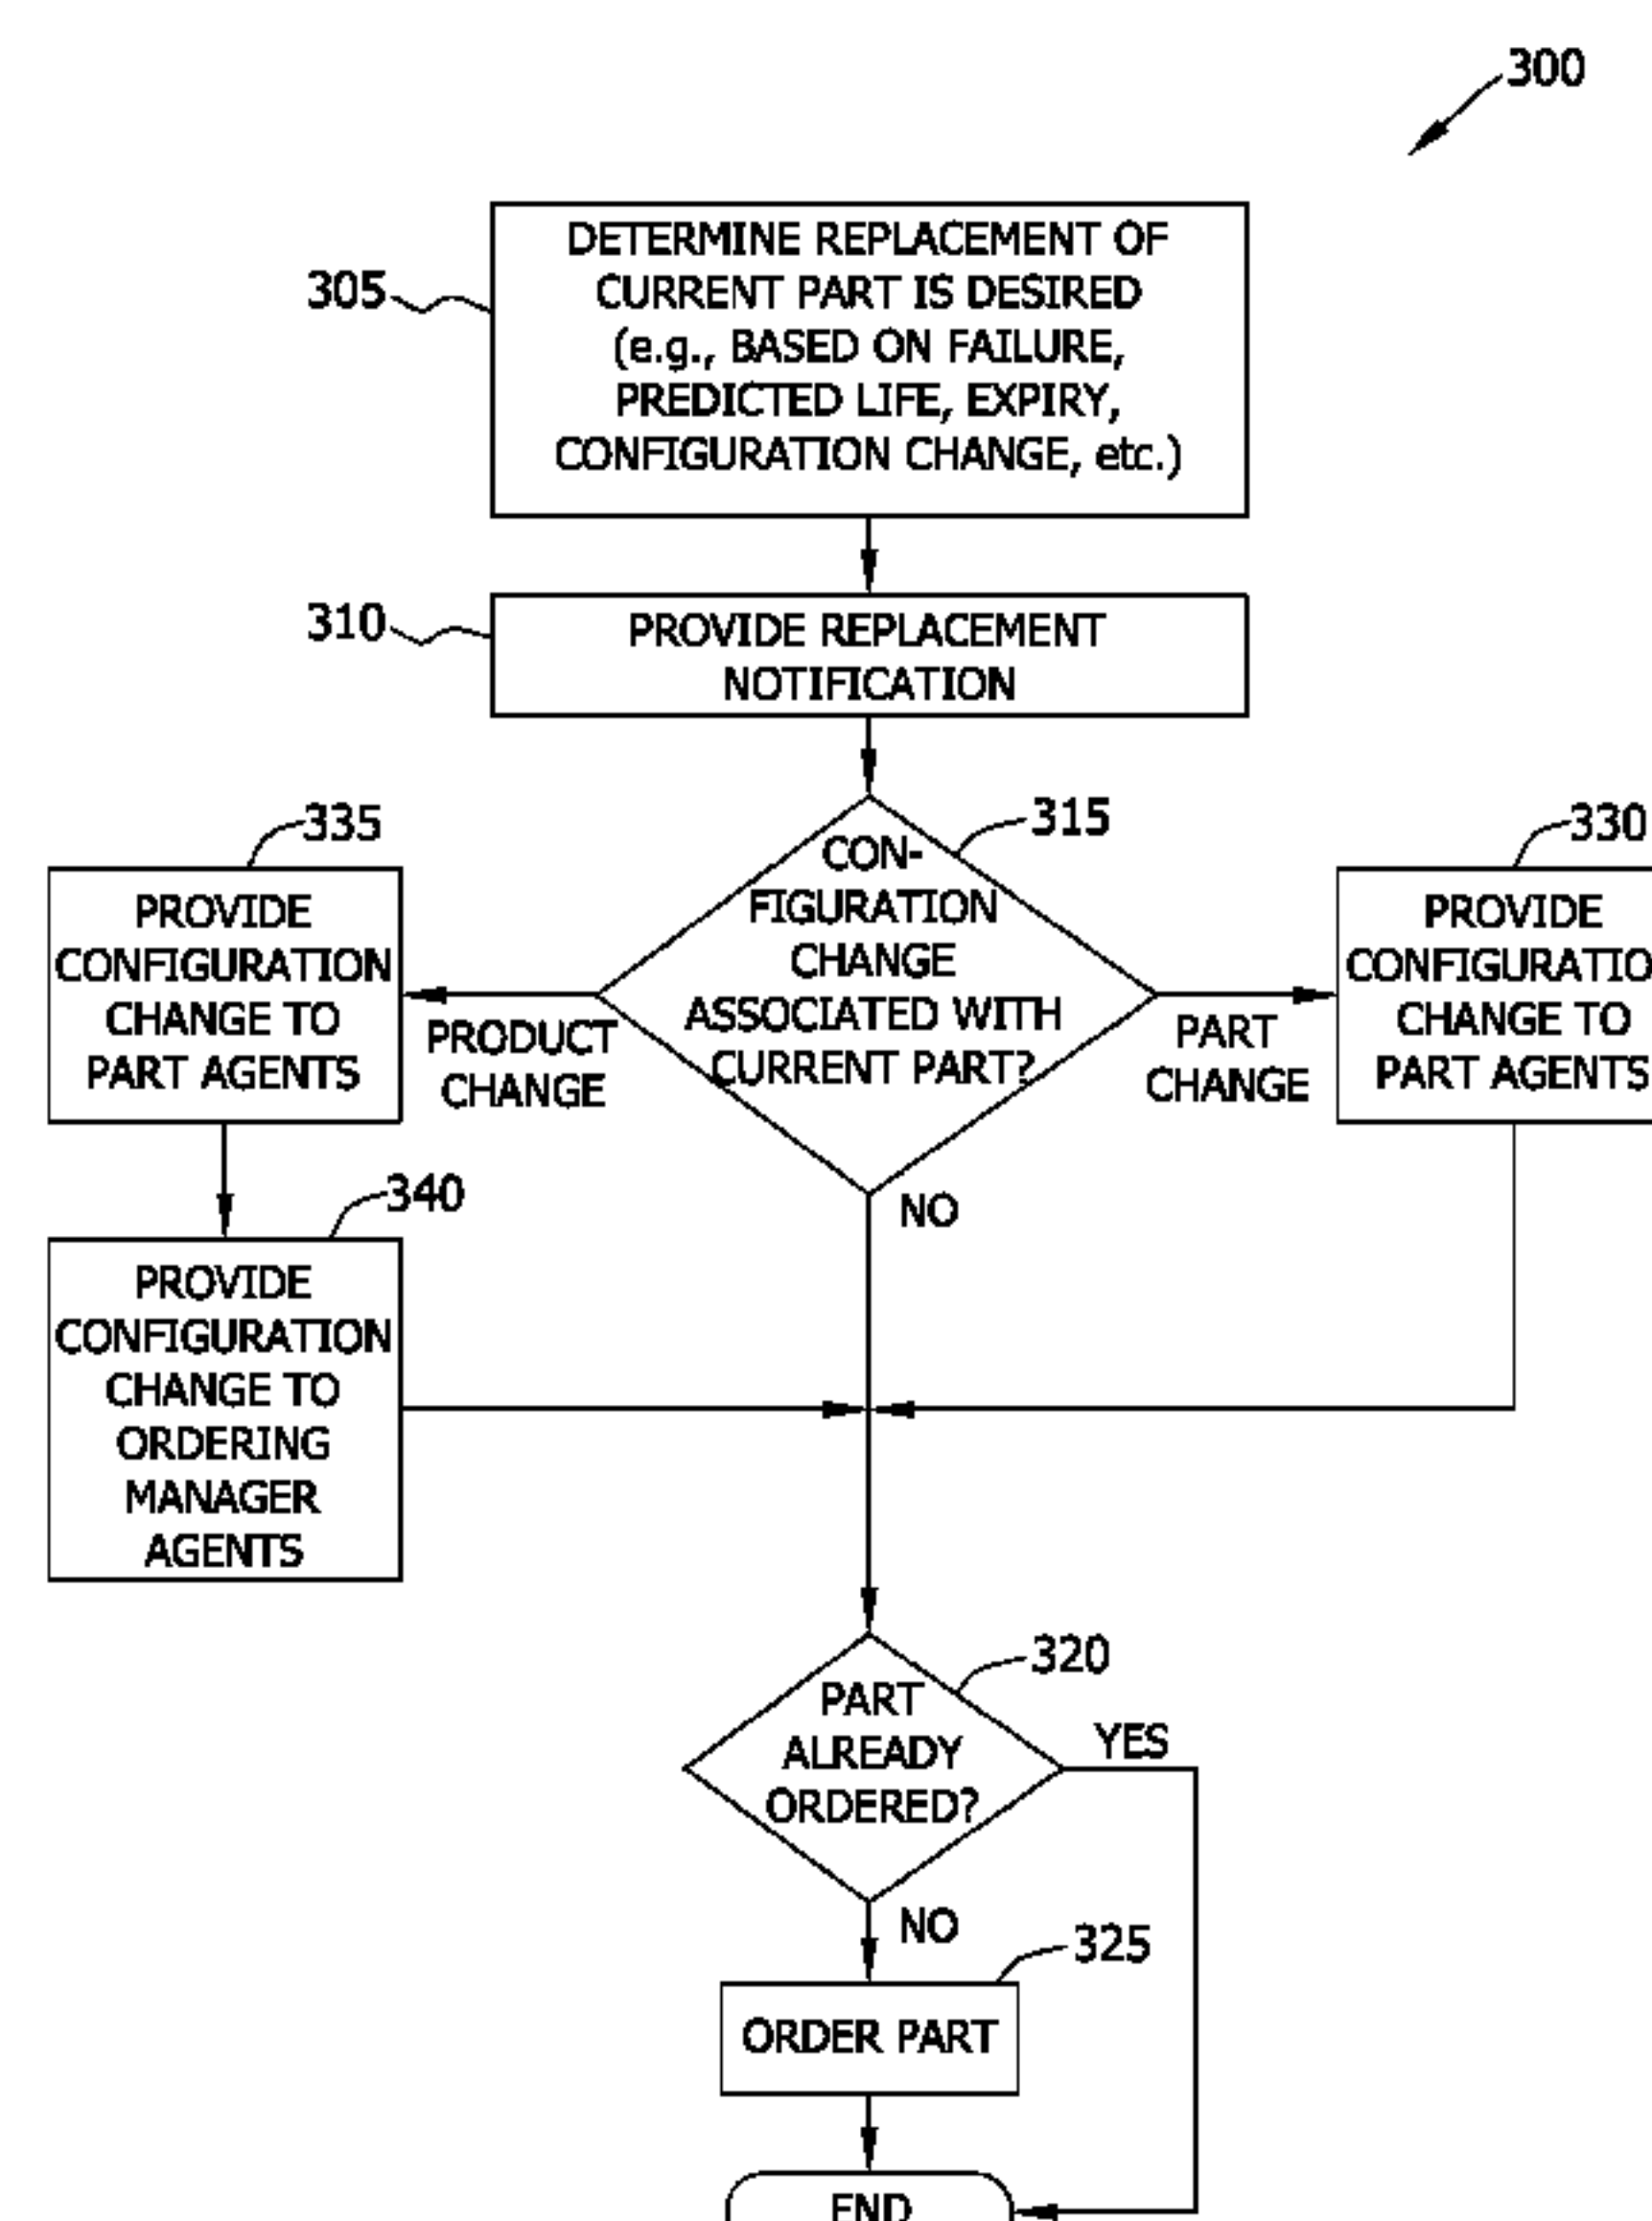 300
305
DETERMINE REPLACEMENT OF
CURRENT PART IS DESIRED
(e.g., BASED ON FAILURE,
PREDICTED LIFE, EXPIRY,
CONFIGURATION CHANGE, etc.)
310
PROVIDE REPLACEMENT
NOTIFICATION
335
PROVIDE
CONFIGURATION
CHANGE TO
PART AGENTS
315
CON-
FIGURATION
CHANGE
ASSOCIATED WITH
CURRENT PART?
PRODUCT
CHANGE
PART
CHANGE
NO
330
PROVIDE
CONFIGURATIO
CHANGE TO
PART AGENTS
340
PROVIDE
CONFIGURATION
CHANGE TO
ORDERING
MANAGER
AGENTS
320
PART
ALREADY
ORDERED?
YES
NO
325
ORDER PART
END